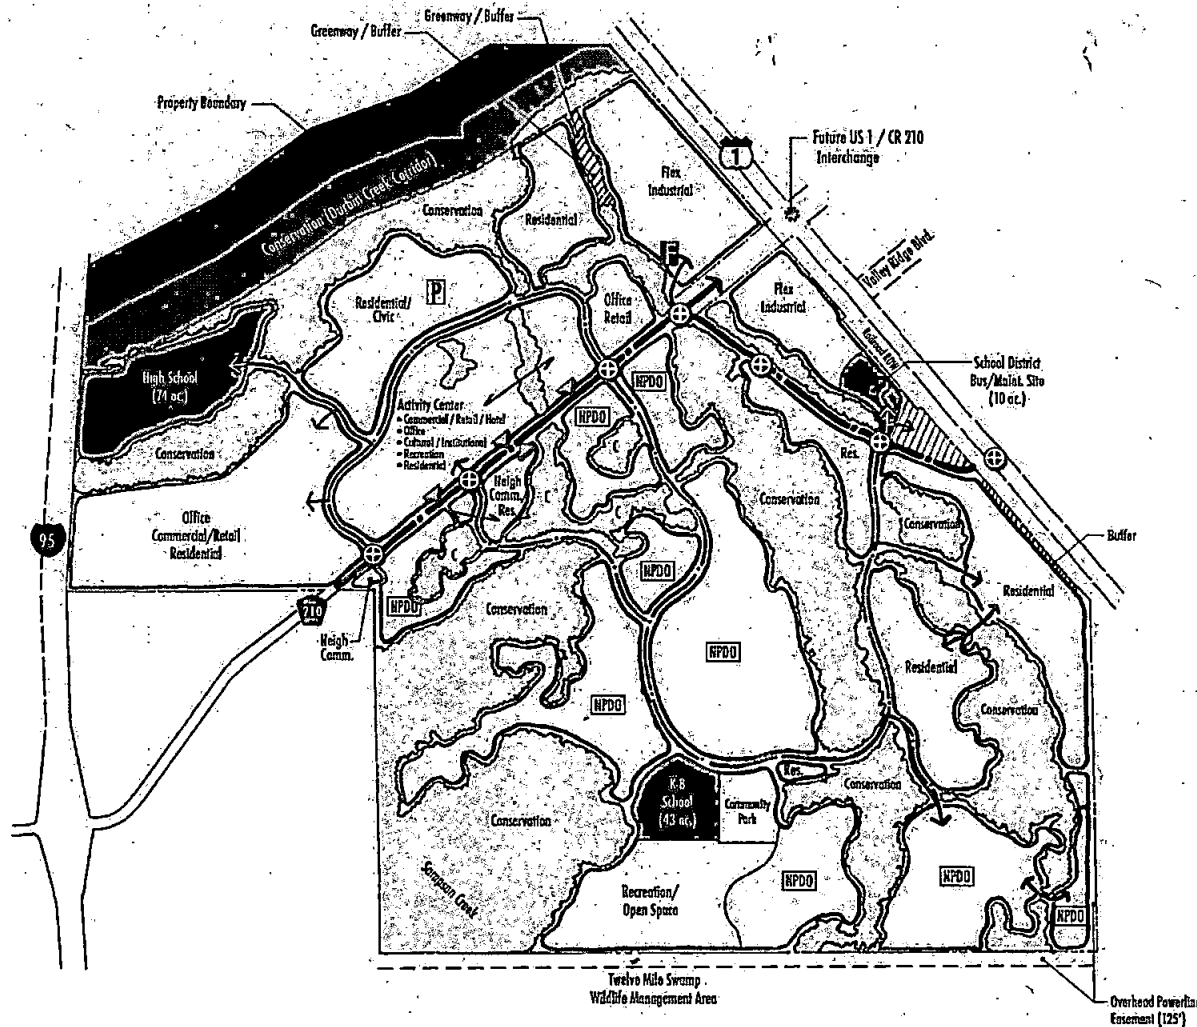 Greenway / Buffer
Greenway / Buffer
Property Boundary
1
Future US 1 / CR 210
Interchange
Flex
Industrial
Conservation (Durbin Creek Corridor)
Conservation
Residential
Valley Ridge Blvd.
F
Residential/
Civic
P
Office
Retail
Flex
Industrial
School District
Bus/Maint. Site
(10 ac.)
High School
(74 ac.)
NPDO
Activity Center
• Commercial / Retail / Hotel
• Office
• Cultural / Institutional
• Recreation
• Residential
NPDO
C
Conservation
Res.
Neigh
Comm.
Res.
C
Conservation
C
Office
Commercial/Retail
Residential
Conservation
95
Buffer
C
NPDO
Residential
210
NPDO
Conservation
Neigh
Comm.
NPDO
Residential
NPDO
Conservation
Res.
K-8
School
(43 ac.)
Community
Park
Conservation
Conservation
Sampson Creek
Recreation/
Open Space
NPDO
NPDO
NPDO
Twelve Mile Swamp
Wildlife Management Area
Overhead Powerline
Easement (125')